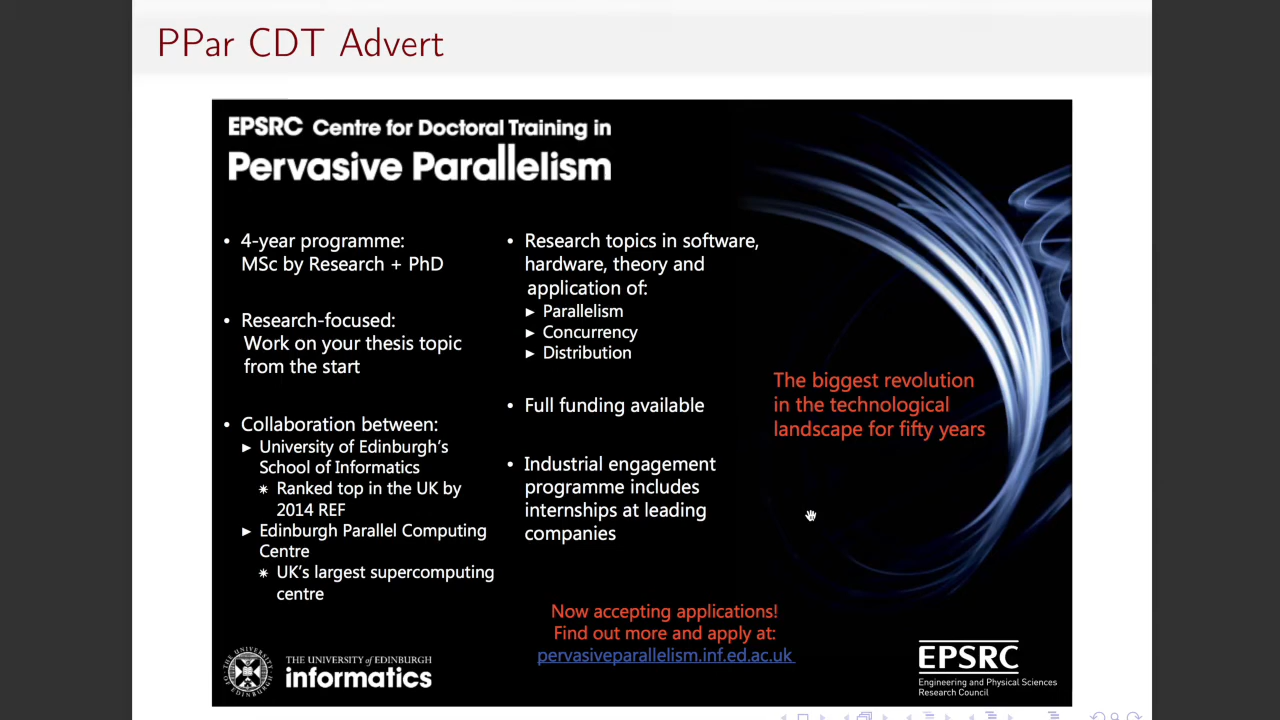 PPar CDT Advert
EPSRC Centre for Doctoral Training in
Pervasive Parallelism
• 4-year programme:
MSc by Research + PhD
• Research-focused:
Work on your thesis topic
from the start
• Collaboration between:
► University of Edinburgh's
School of Informatics
⁕ Ranked top in the UK by
2014 REF
► Edinburgh Parallel Computing
Centre
⁕ UK's largest supercomputing
centre
• Research topics in software,
hardware, theory and
application of:
► Parallelism
► Concurrency
► Distribution
• Full funding available
• Industrial engagement
programme includes
internships at leading
companies
The biggest revolution
in the technological
landscape for fifty years
Now accepting applications!
Find out more and apply at:
pervasiveparallelism.inf.ed.ac.uk
THE UNIVERSITY of EDINBURGH
informatics
EPSRC
Engineering and Physical Sciences
Research Council